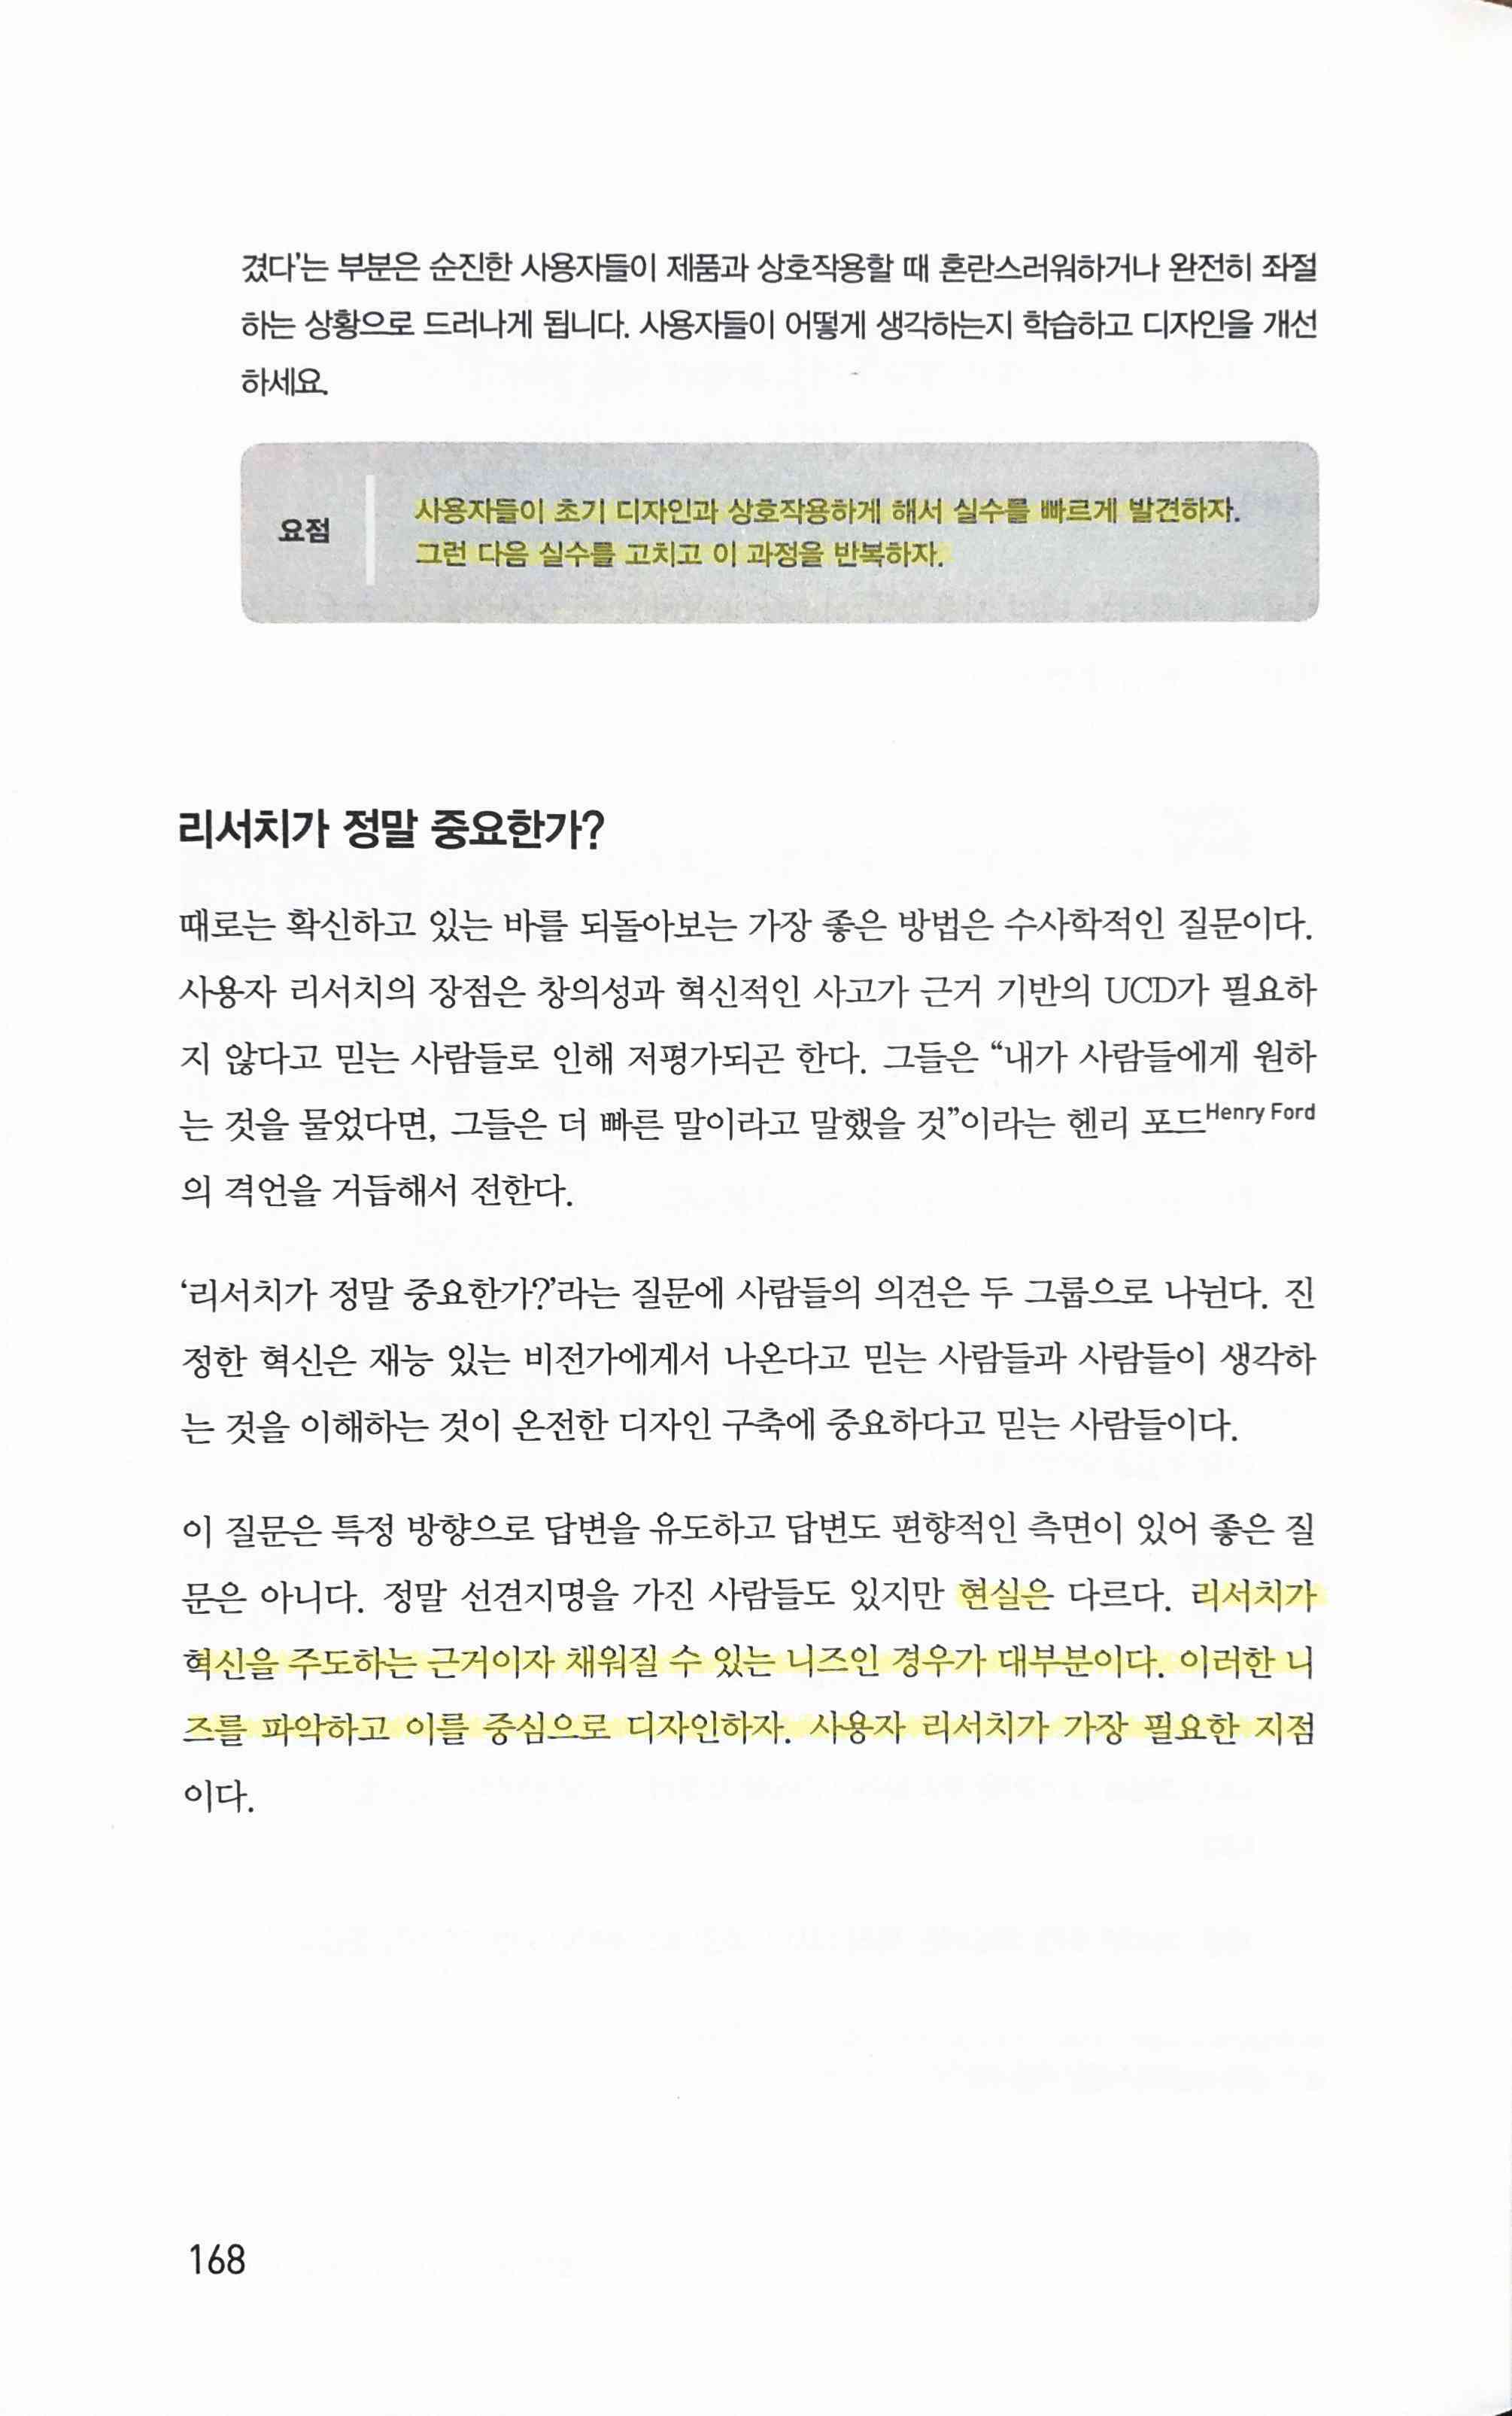 겼다'는 부분은 순진한 사용자들이 제품과 상호작용할 때 혼란스러워하거나 완전히 좌절
하는 상황으로 드러나게 됩니다. 사용자들이 어떻게 생각하는지 학습하고 디자인을 개선
하세요.
요점
사용자들이 초기 디자인과 상호작용하게 해서 실수를 빠르게 발견하자.
그런 다음 실수를 고치고 이 과정을 반복하자.
리서치가 정말 중요한가?
때로는 확신하고 있는 바를 되돌아보는 가장 좋은 방법은 수사학적인 질문이다.
사용자 리서치의 장점은 창의성과 혁신적인 사고가 근거 기반의 UCD가 필요하
지 않다고 믿는 사람들로 인해 저평가되곤 한다. 그들은 “내가 사람들에게 원하
는 것을 물었다면, 그들은 더 빠른 말이라고 말했을 것”이라는 헨리 포드Henry Ford
의 격언을 거듭해서 전한다.
‘리서치가 정말 중요한가?’라는 질문에 사람들의 의견은 두 그룹으로 나뉜다. 진
정한 혁신은 재능 있는 비전가에게서 나온다고 믿는 사람들과 사람들이 생각하
는 것을 이해하는 것이 온전한 디자인 구축에 중요하다고 믿는 사람들이다.
이 질문은 특정 방향으로 답변을 유도하고 답변도 편향적인 측면이 있어 좋은 질
문은 아니다. 정말 선견지명을 가진 사람들도 있지만 현실은 다르다. 리서치가
혁신을 주도하는 근거이자 채워질 수 있는 니즈인 경우가 대부분이다. 이러한 니
즈를 파악하고 이를 중심으로 디자인하자. 사용자 리서치가 가장 필요한 지점
이다.
168